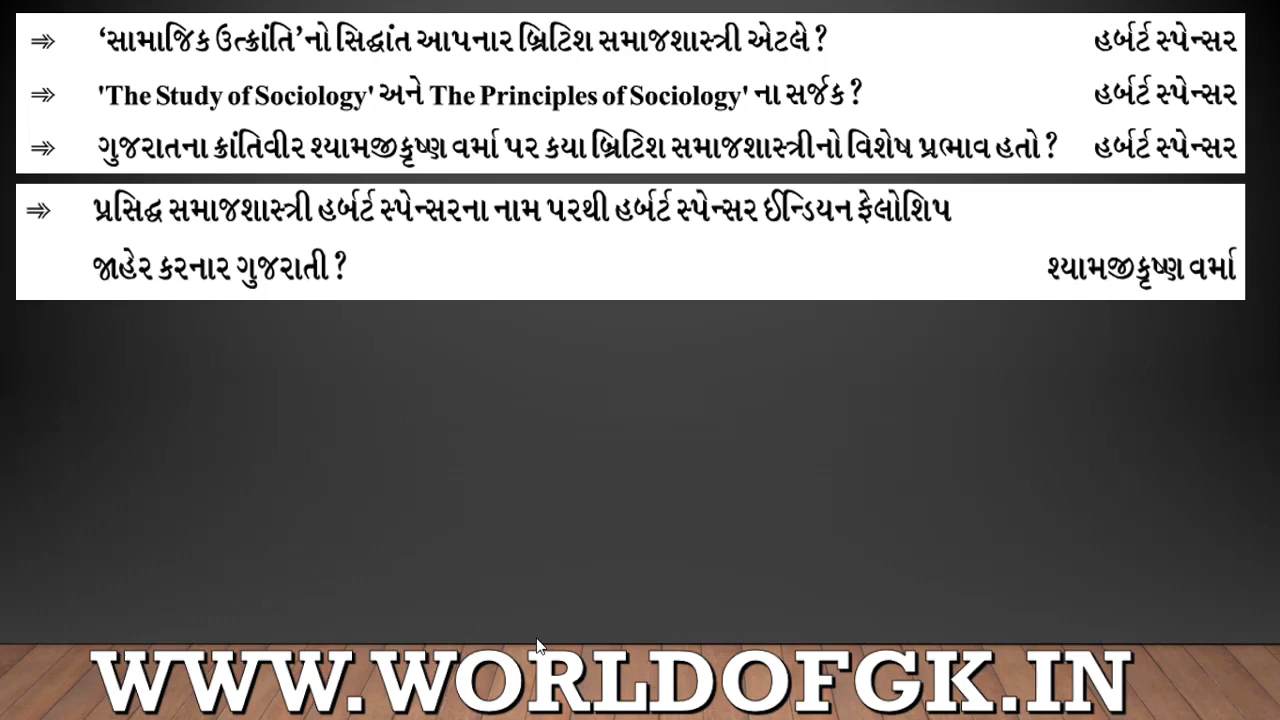 ⇛ ‘સામાજિક ઉત્ક્રાંતિ’નો સિદ્ધાંત આપનાર બ્રિટિશ સમાજશાસ્ત્રી એટલે ? હર્બર્ટ સ્પેન્સર
⇛ 'The Study of Sociology' અને The Principles of Sociology' ના સર્જક ? હર્બર્ટ સ્પેન્સર
⇛ ગુજરાતના ક્રાંતિવીર શ્યામજીકૃષ્ણ વર્મા પર કયા બ્રિટિશ સમાજશાસ્ત્રીનો વિશેષ પ્રભાવ હતો ? હર્બર્ટ સ્પેન્સર
⇛ પ્રસિદ્ધ સમાજશાસ્ત્રી હર્બર્ટ સ્પેન્સરના નામ પરથી હર્બર્ટ સ્પેન્સર ઈન્ડિયન ફેલોશિપ
જાહેર કરનાર ગુજરાતી ? શ્યામજીકૃષ્ણ વર્મા
WWW.WORLDOFGK.IN